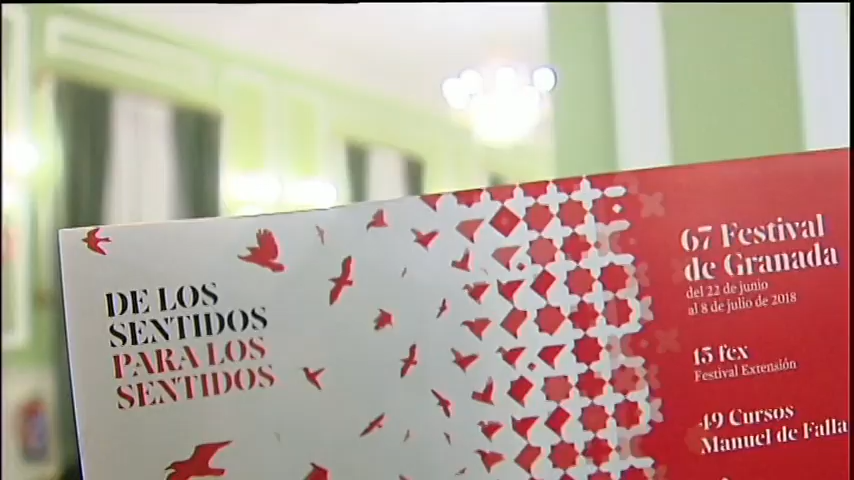 DE LOS
SENTIDOS
PARA LOS
SENTIDOS
67 Festival
de Granada
del 22 de junio
al 8 de julio de 2018
15 fex
Festival Extensión
49 Cursos
Manuel de Falla